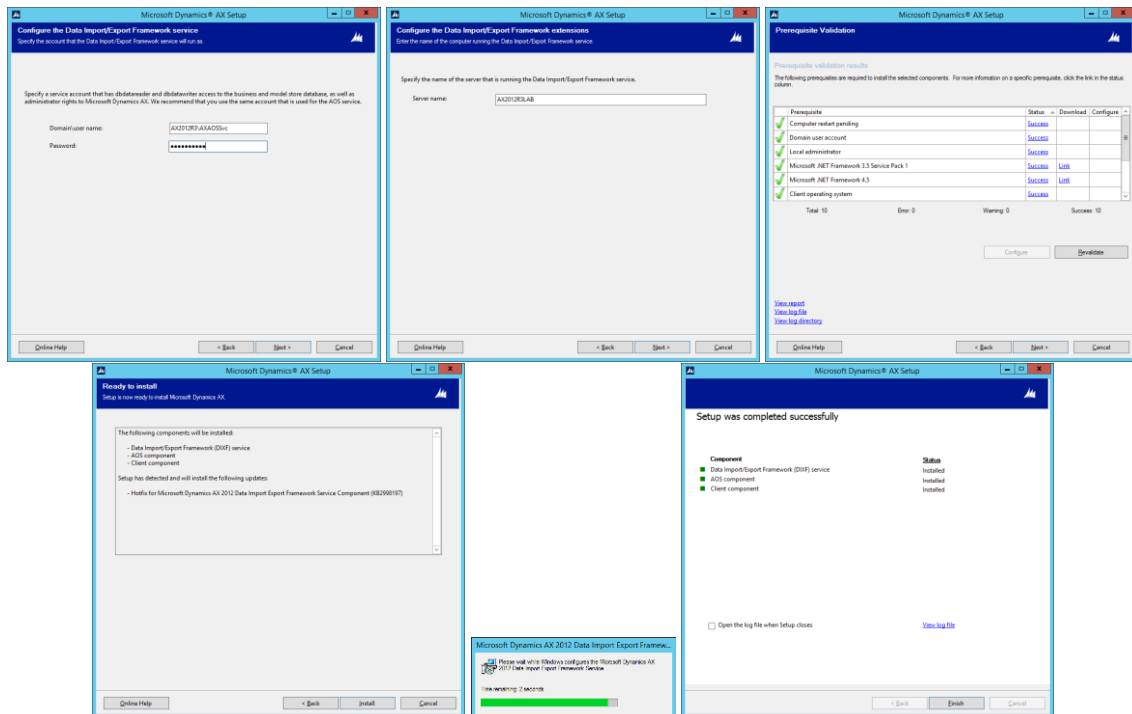 Microsoft Dynamics® AX Setup
Configure the Data Import/Export Framework service
Specify the account that the Data Import/Export Framework service will run as.
Specify a service account that has dbdatareader and dbdatawriter access to the business and model store database, as well as
administrator rights to Microsoft Dynamics AX. We recommend that you use the same account that is used for the AOS service.
Domain\user name: AX2012R3\AXAOSSvc
Password: ••••••••••
Online Help < Back Next > Cancel
Microsoft Dynamics® AX Setup
Configure the Data Import/Export Framework extensions
Enter the name of the computer running the Data Import/Export Framework service.
Specify the name of the server that is running the Data Import/Export Framework service.
Server name: AX2012R3LAB
Online Help < Back Next > Cancel
Microsoft Dynamics® AX Setup
Prerequisite Validation
Prerequisite validation results
The following prerequisites are required to install the selected components. For more information on a specific prerequisite, click the link in the status
column.
Prerequisite Status Download Configure
Computer restart pending Success
Domain user account Success
Local administrator Success
Microsoft .NET Framework 3.5 Service Pack 1 Success Link
Microsoft .NET Framework 4.5 Success Link
Client operating system Success
Total: 10 Error: 0 Warning: 0 Success: 10
Configure Revalidate
View report
View log file
View log directory
Online Help < Back Next > Cancel
Microsoft Dynamics® AX Setup
Ready to install
Setup is now ready to install Microsoft Dynamics AX.
The following components will be installed:
- Data Import/Export Framework (DIXF) service
- AOS component
- Client component
Setup has detected and will install the following updates:
- Hotfix for Microsoft Dynamics AX 2012 Data Import Export Framework Service Component (KB2998197)
Online Help < Back Install Cancel
Microsoft Dynamics AX 2012 Data Import Export Framew...
Please wait while Windows configures the Microsoft Dynamics AX
2012 Data Import Export Framework Service.
Time remaining: 2 seconds
Microsoft Dynamics® AX Setup
Setup was completed successfully
Component Status
Data Import/Export Framework (DIXF) service Installed
AOS component Installed
Client component Installed
Open the log file when Setup closes View log file
< Back Finish Cancel